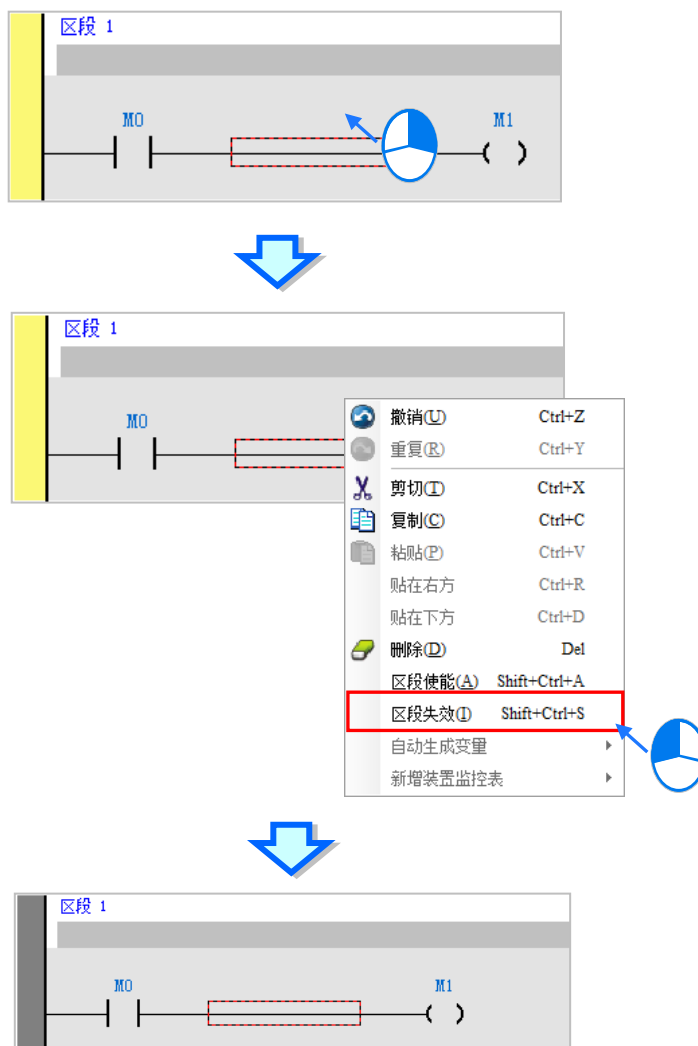 区段 1
M0 M1
区段 1
M0
撤销(U) Ctrl+Z
重复(R) Ctrl+Y
剪切(T) Ctrl+X
复制(C) Ctrl+C
粘贴(P) Ctrl+V
贴在右方 Ctrl+R
贴在下方 Ctrl+D
删除(D) Del
区段使能(A) Shift+Ctrl+A
区段失效(I) Shift+Ctrl+S
自动生成变量
新增装置监控表
区段 1
M0 M1